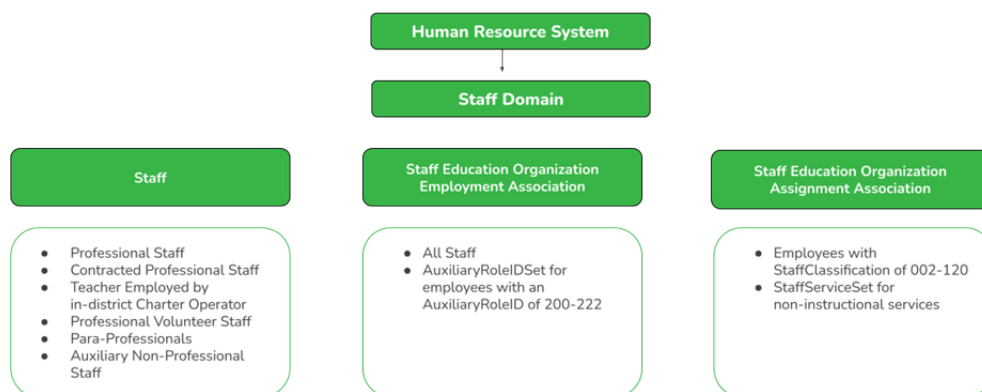 Human Resource System
Staff Domain
Staff
● Professional Staff
● Contracted Professional Staff
● Teacher Employed by
in-district Charter Operator
● Professional Volunteer Staff
● Para-Professionals
● Auxiliary Non-Professional
Staff
Staff Education Organization
Employment Association
● All Staff
● AuxiliaryRoleIDSet for
employees with an
AuxiliaryRoleID of 200-222
Staff Education Organization
Assignment Association
● Employees with
StaffClassification of 002-120
● StaffServiceSet for
non-instructional services